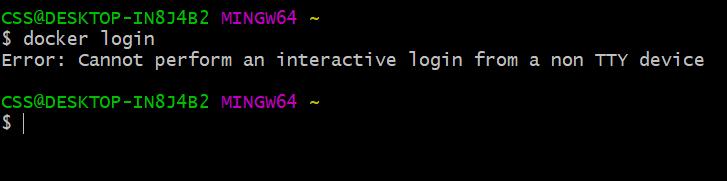 CSS@DESKTOP-IN8J4B2 MINGW64 ~
$ docker login
Error: Cannot perform an interactive login from a non TTY device
CSS@DESKTOP-IN8J4B2 MINGW64 ~
$